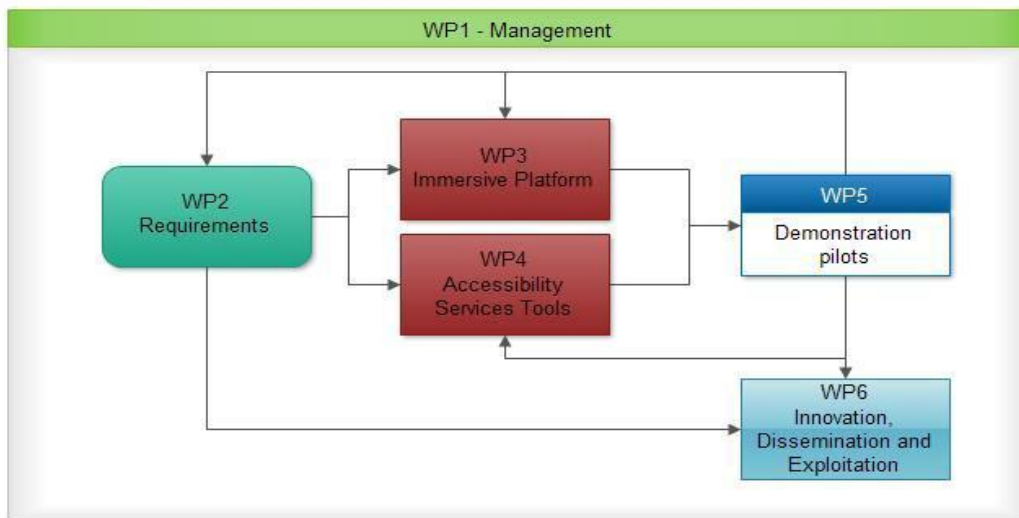 WP1 - Management
WP3
Immersive Platform
WP2
Requirements
WP4
Accessibility
Services Tools
WP5
Demonstration
pilots
WP6
Innovation,
Dissemination and
Exploitation